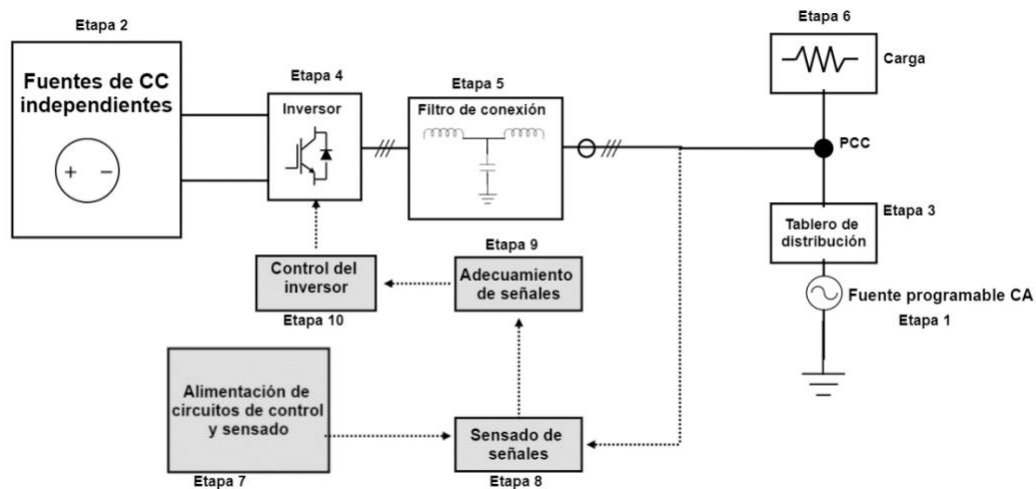 Etapa 2
Fuentes de CC
independientes
+ -
Etapa 4
Inversor
Etapa 5
Filtro de conexión
Etapa 6
Carga
PCC
Etapa 3
Tablero de
distribución
Fuente programable CA
Etapa 1
Etapa 9
Adecuamiento
de señales
Control del
inversor
Etapa 10
Alimentación de
circuitos de control
y sensado
Etapa 7
Sensado de
señales
Etapa 8